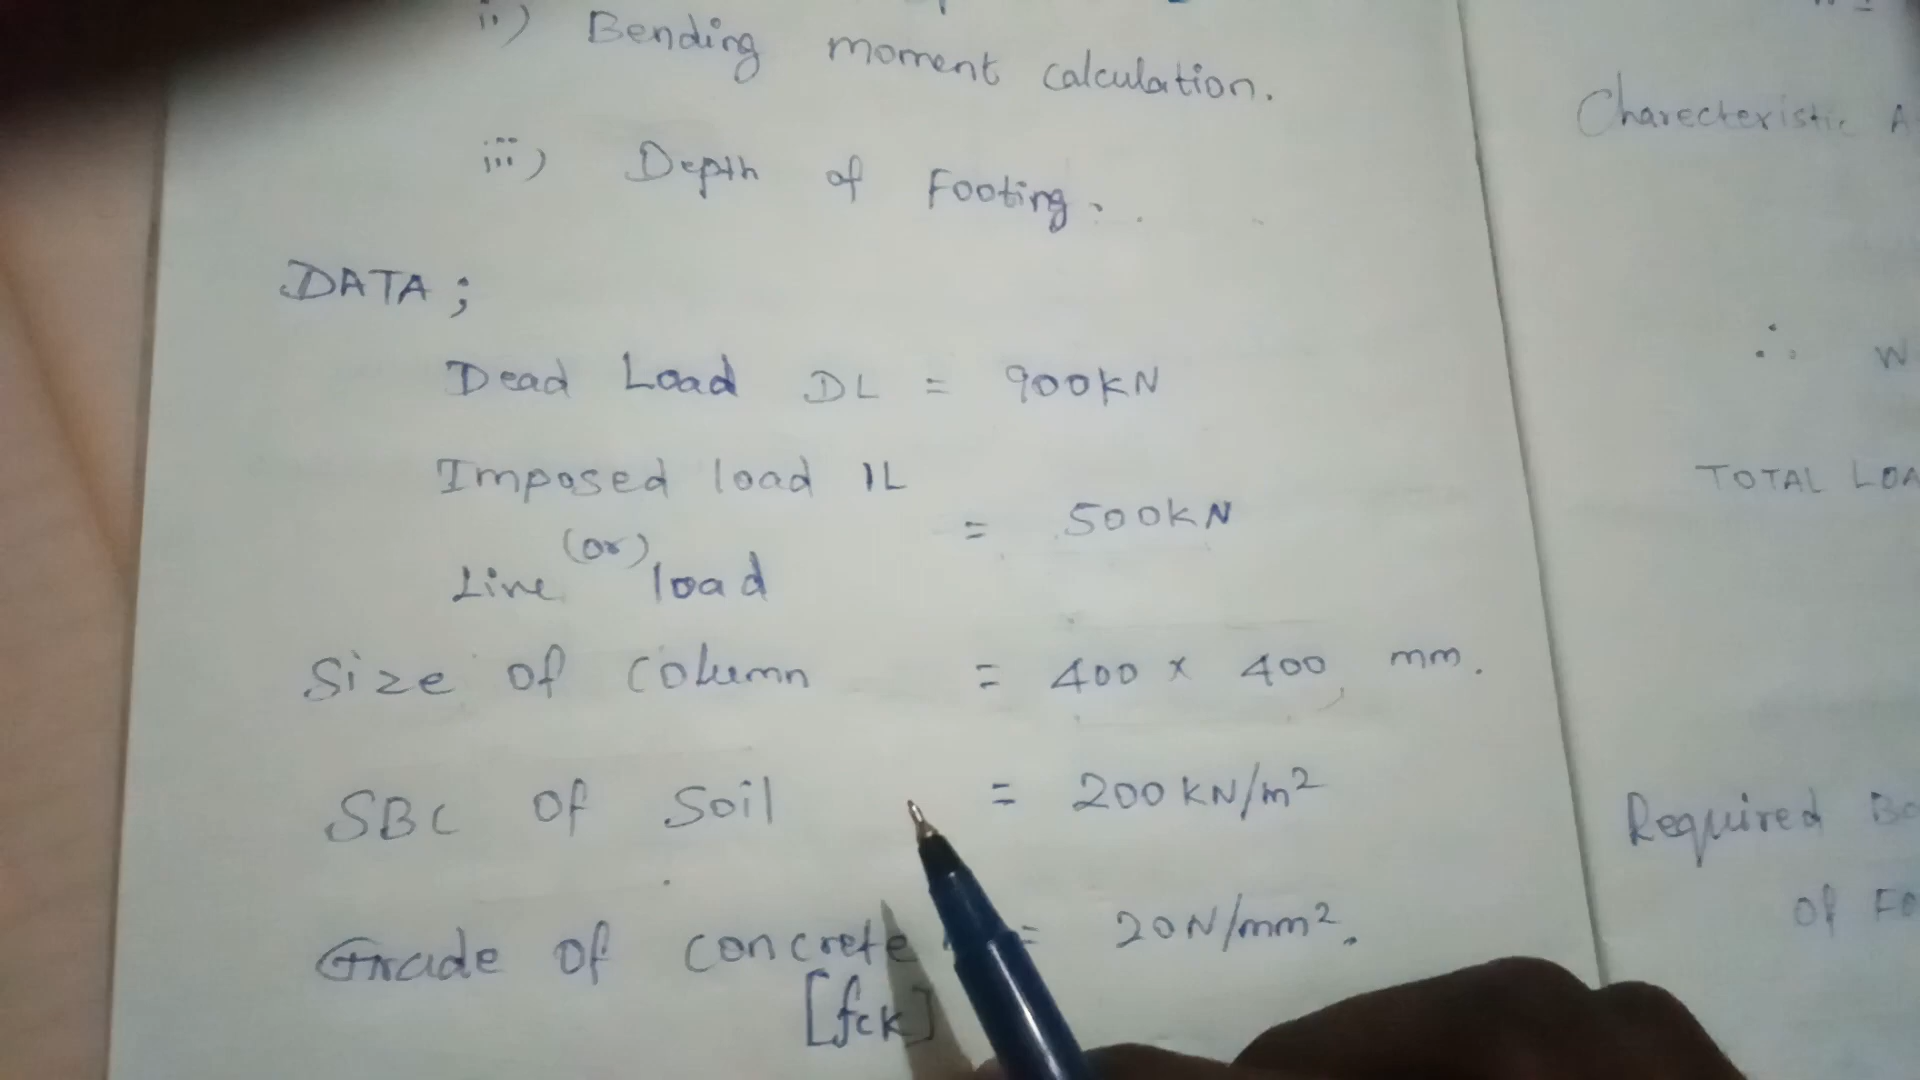 ii) Bending moment calculation.
iii) Depth of Footing.
DATA ;
Dead Load DL = 900KN
Imposed load IL
(or) = 500KN
Live load
Size of column = 400 x 400 mm.
SBC of Soil = 200 KN/m2
Grade of concrete = 20N/mm2.
[fck]
Charecteristic
∴ W
TOTAL
Required
of